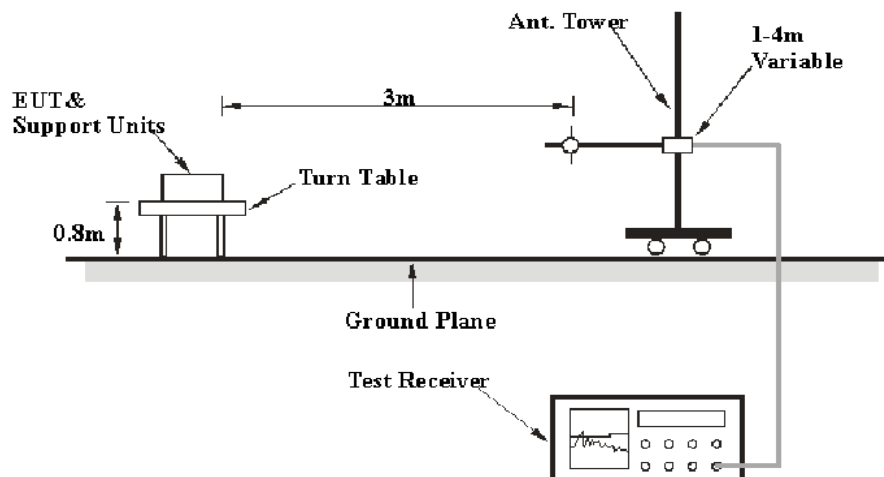 Ant. Tower
1-4m
Variable
3m
EUT&
Support Units
Turn Table
0.8m
Ground Plane
Test Receiver